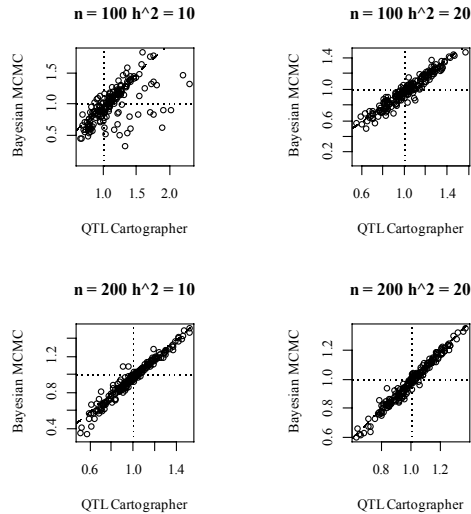 n = 100 h^2 = 10
n = 100 h^2 = 20
Bayesian MCMC
0.5 1.0 1.5
1.0 1.5 2.0
QTL Cartographer
Bayesian MCMC
0.2 0.6 1.0 1.4
0.6 1.0 1.4
QTL Cartographer
n = 200 h^2 = 10
n = 200 h^2 = 20
Bayesian MCMC
0.4 0.8 1.2
0.6 1.0 1.4
QTL Cartographer
Bayesian MCMC
0.6 0.8 1.0 1.2
0.8 1.0 1.2
QTL Cartographer